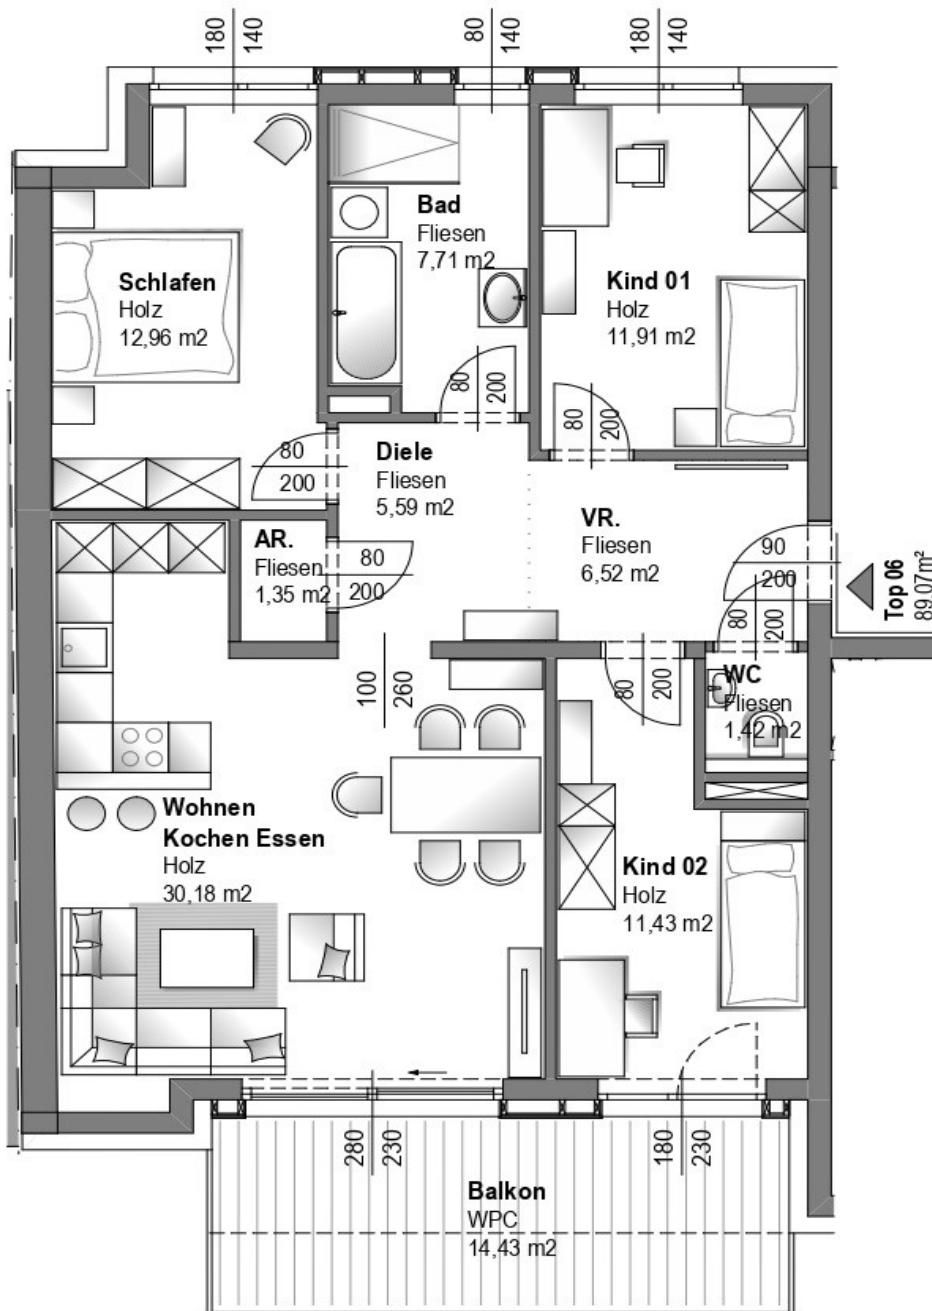 180
140
80
140
180
140
Bad
Fliesen
7,71 m2
Schlafen
Holz
12,96 m2
Kind 01
Holz
11,91 m2
80
200
80
200
80
200
Diele
Fliesen
5,59 m2
VR.
Fliesen
6,52 m2
AR.
Fliesen
1,35 m2
80
200
90
200
Top 06
89.07m²
80
200
80
200
100
260
WC
Fliesen
1,42 m2
Wohnen
Kochen Essen
Holz
30,18 m2
Kind 02
Holz
11,43 m2
280
230
180
230
Balkon
WPC
14,43 m2